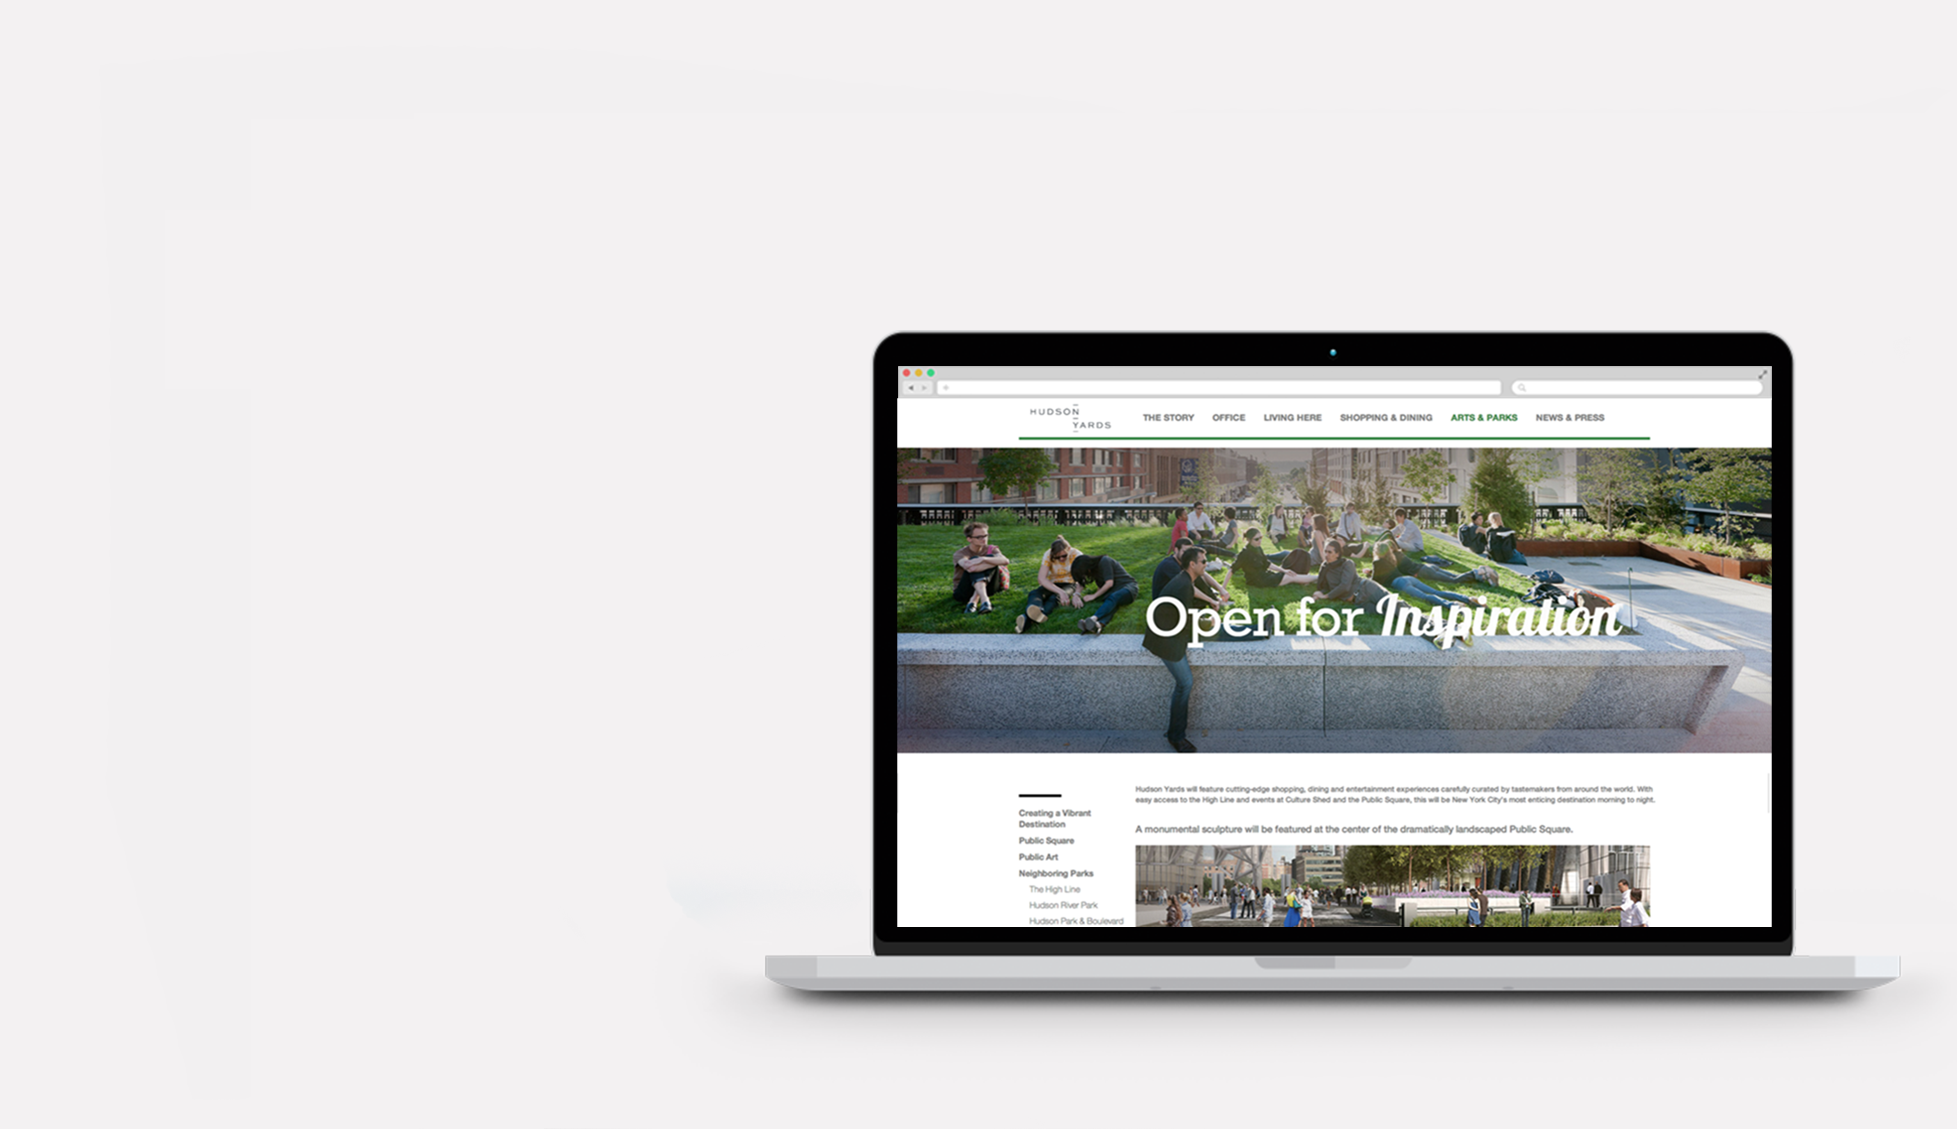 HUDSON
YARDS
THE STORY OFFICE LIVING HERE SHOPPING & DINING ARTS & PARKS NEWS & PRESS
Open for Inspiration
Creating a Vibrant
Destination
Public Square
Public Art
Neighboring Parks
The High Line
Hudson River Park
Hudson Park & Boulevard
Hudson Yards will feature cutting-edge shopping, dining and entertainment experiences carefully curated by tastemakers from around the world. With
easy access to the High Line and events at Culture Shed and the Public Square, this will be New York City's most enticing destination morning to night.
A monumental sculpture will be featured at the center of the dramatically landscaped Public Square.